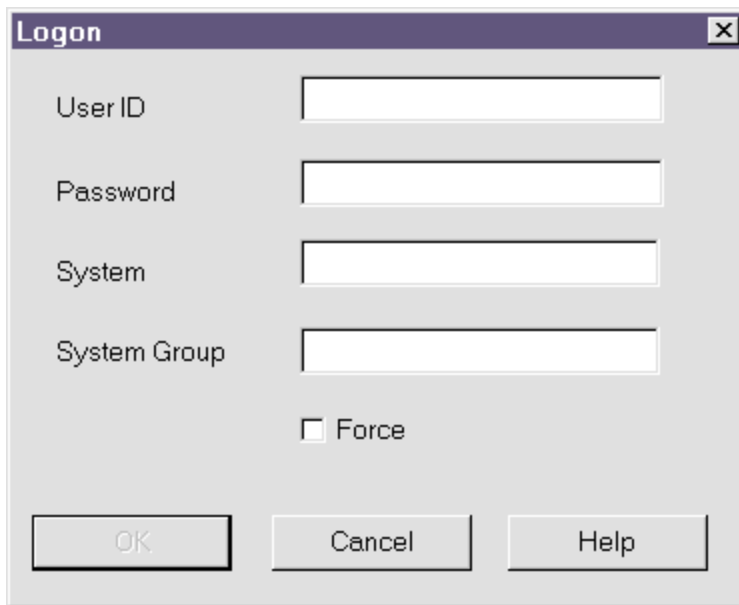 Logon
User ID
Password
System
System Group
Force
OK Cancel Help